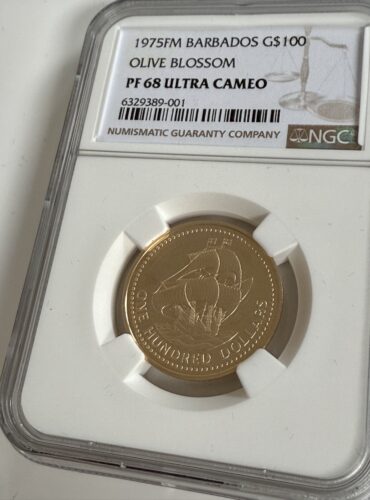 1975FM BARBADOS G$100
OLIVE BLOSSOM
PF 68 ULTRA CAMEO
6329389-001
NUMISMATIC GUARANTY COMPANY
NGC
ONE HUNDRED DOLLARS